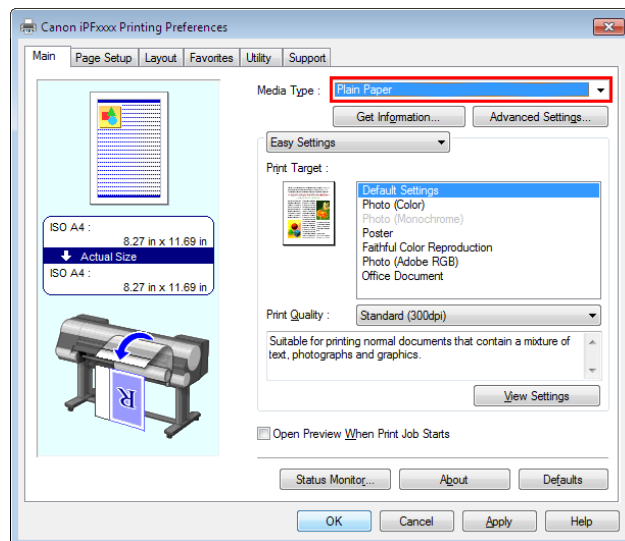 Canon iPFxxxx Printing Preferences
Main Page Setup Layout Favorites Utility Support
Media Type : Plain Paper
Get Information... Advanced Settings...
Easy Settings
Print Target :
Default Settings
Photo (Color)
Photo (Monochrome)
Poster
Faithful Color Reproduction
Photo (Adobe RGB)
Office Document
ISO A4 :
8.27 in x 11.69 in
Actual Size
ISO A4 :
8.27 in x 11.69 in
R
Print Quality : Standard (300dpi)
Suitable for printing normal documents that contain a mixture of
text, photographs and graphics.
View Settings
Open Preview When Print Job Starts
Status Monitor... About Defaults
OK Cancel Apply Help